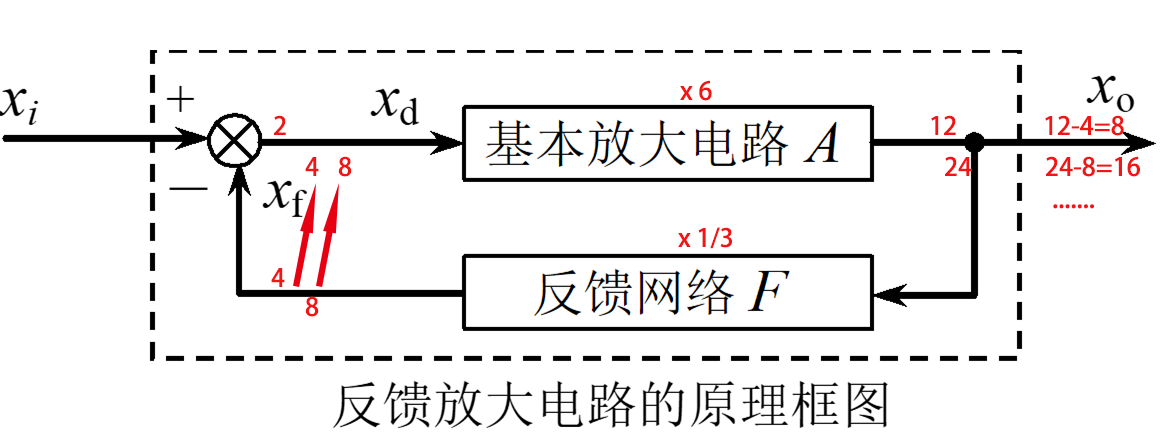 x 6
xᵢ
+
x_d
x_o
2
12
12-4=8
基本放大电路 A
4 8
24
24-8=16
—
x_f
.......
x 1/3
4
反馈网络 F
8
反馈放大电路的原理框图